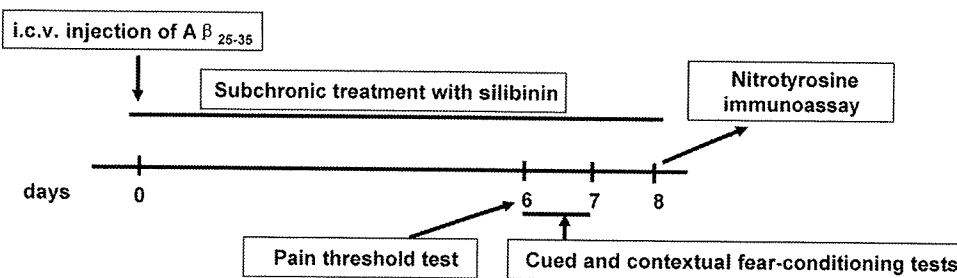 i.c.v. injection of A β 25-35
Subchronic treatment with silibinin
Nitrotyrosine
immunoassay
days 0 6 7 8
Pain threshold test
Cued and contextual fear-conditioning tests